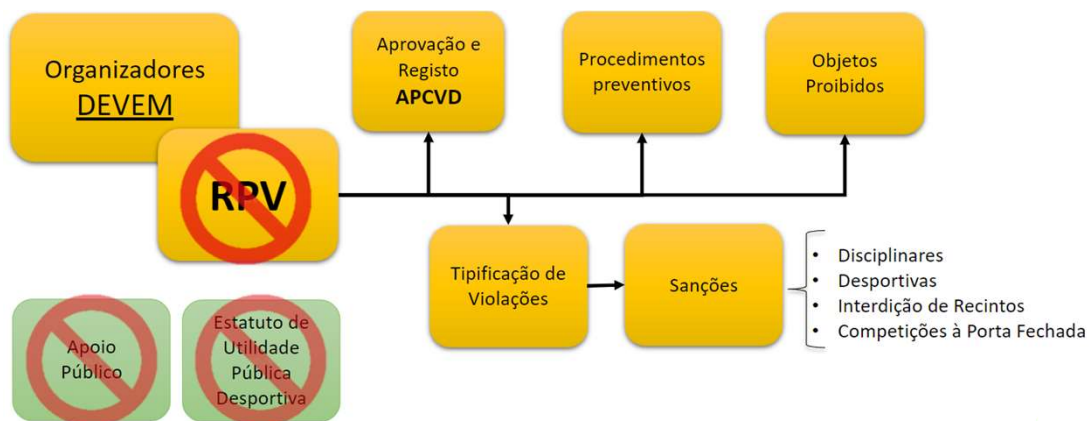 Organizadores
DEVEM
RPV
Aprovação e
Registo
APCVD
Procedimentos
preventivos
Objetos
Proibidos
Tipificação de
Violações
Sanções
• Disciplinares
• Desportivas
• Interdição de Recintos
• Competições à Porta Fechada
Apoio
Público
Estatuto de
Utilidade
Pública
Desportiva